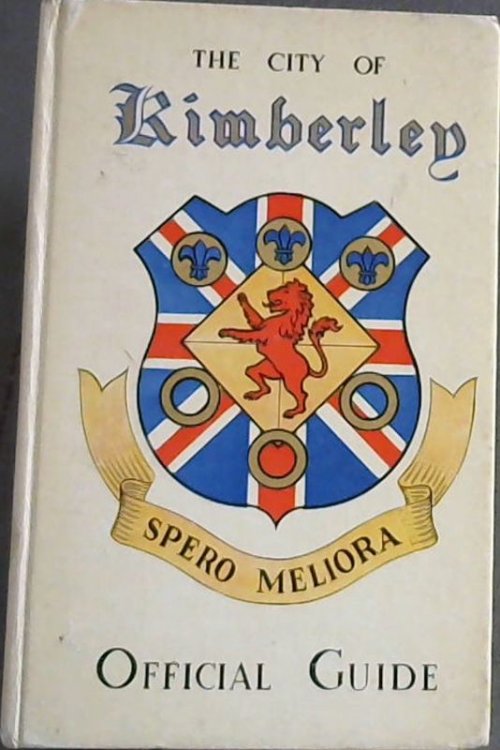 THE CITY OF
Kimberley
SPERO MELIORA
OFFICIAL GUIDE